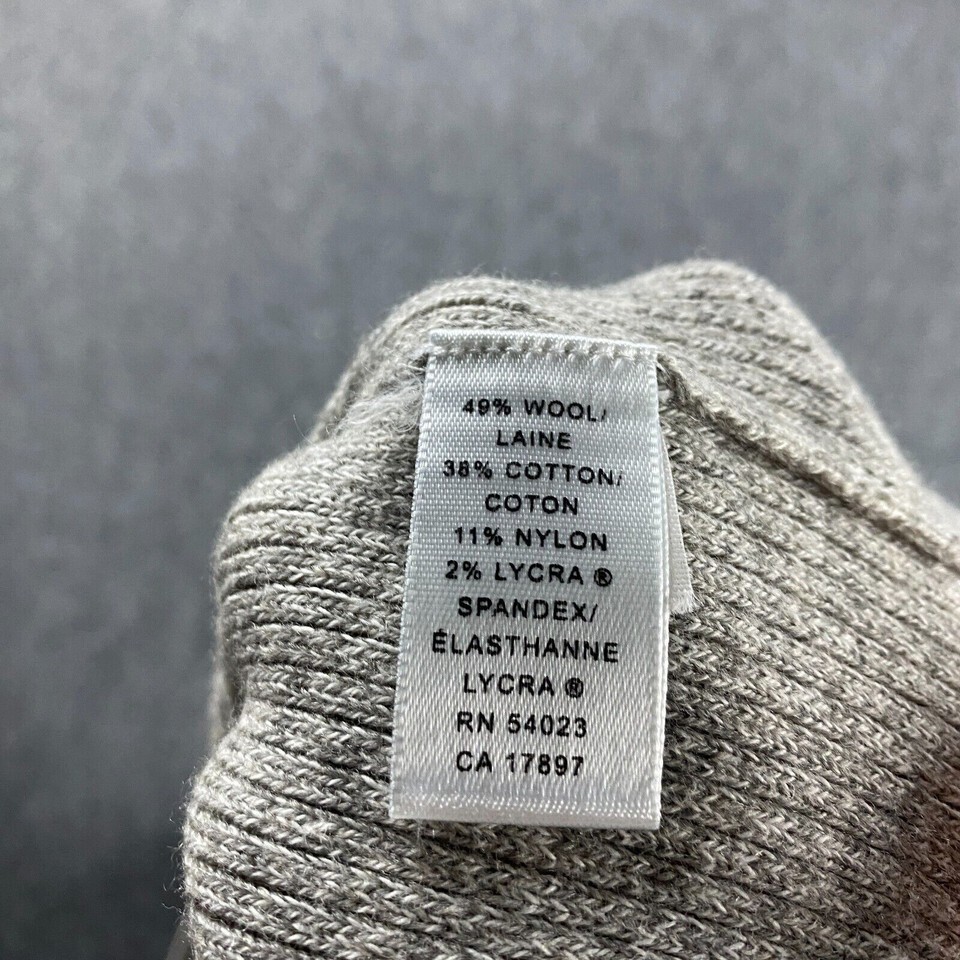 49% WOOL/
LAINE
38% COTTON/
COTON
11% NYLON
2% LYCRA ®
SPANDEX/
ÉLASTHANNE
LYCRA ®
RN 54023
CA 17897